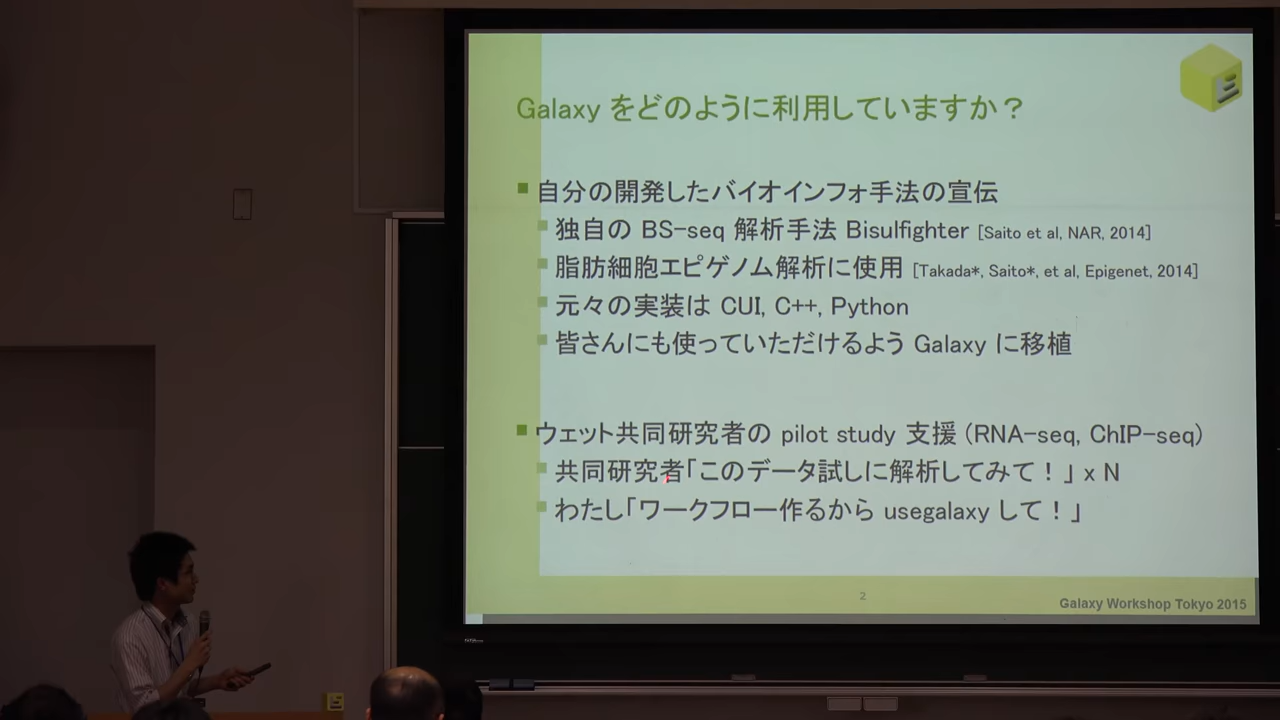 Galaxy をどのように利用していますか？
自分の開発したバイオインフォ手法の宣伝
独自の BS-seq 解析手法 Bisulfighter [Saito et al, NAR, 2014]
脂肪細胞エピゲノム解析に使用 [Takada*, Saito*, et al, Epigenet, 2014]
元々の実装は CUI, C++, Python
皆さんにも使っていただけるよう Galaxy に移植
ウェット共同研究者の pilot study 支援 (RNA-seq, ChIP-seq)
共同研究者「このデータ試しに解析してみて！」 x N
わたし「ワークフロー作るから usegalaxy して！」
2
Galaxy Workshop Tokyo 2015